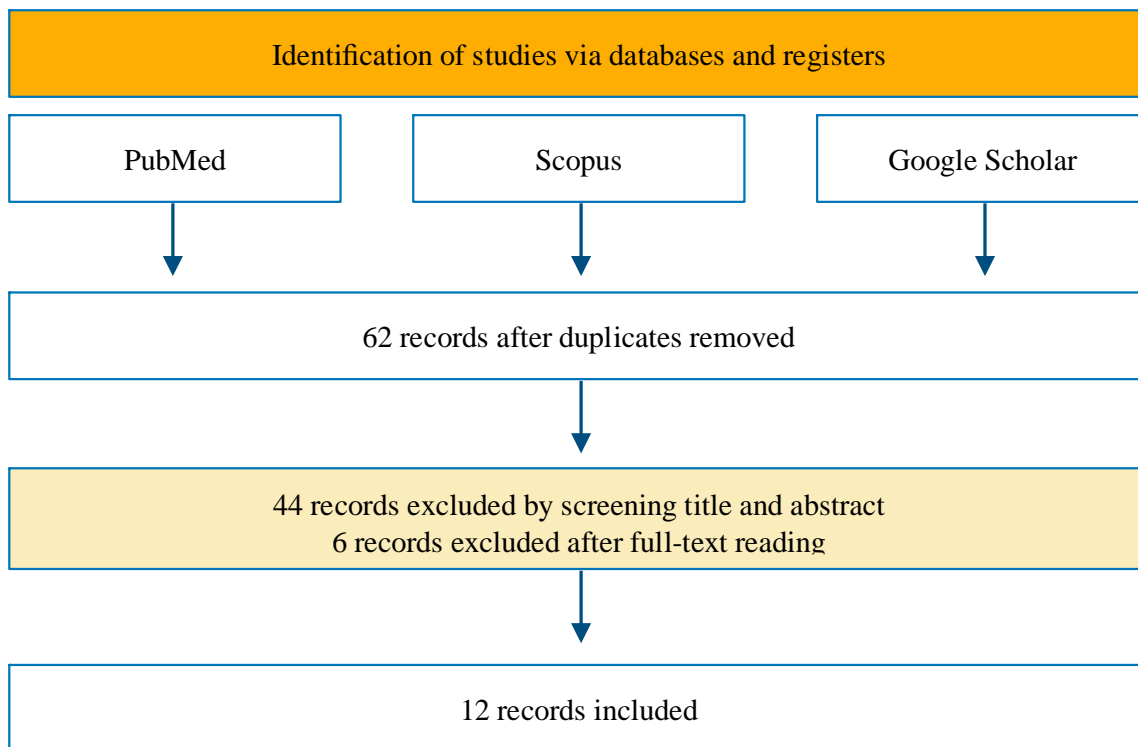 Identification of studies via databases and registers
PubMed
Scopus
Google Scholar
62 records after duplicates removed
44 records excluded by screening title and abstract
6 records excluded after full-text reading
12 records included